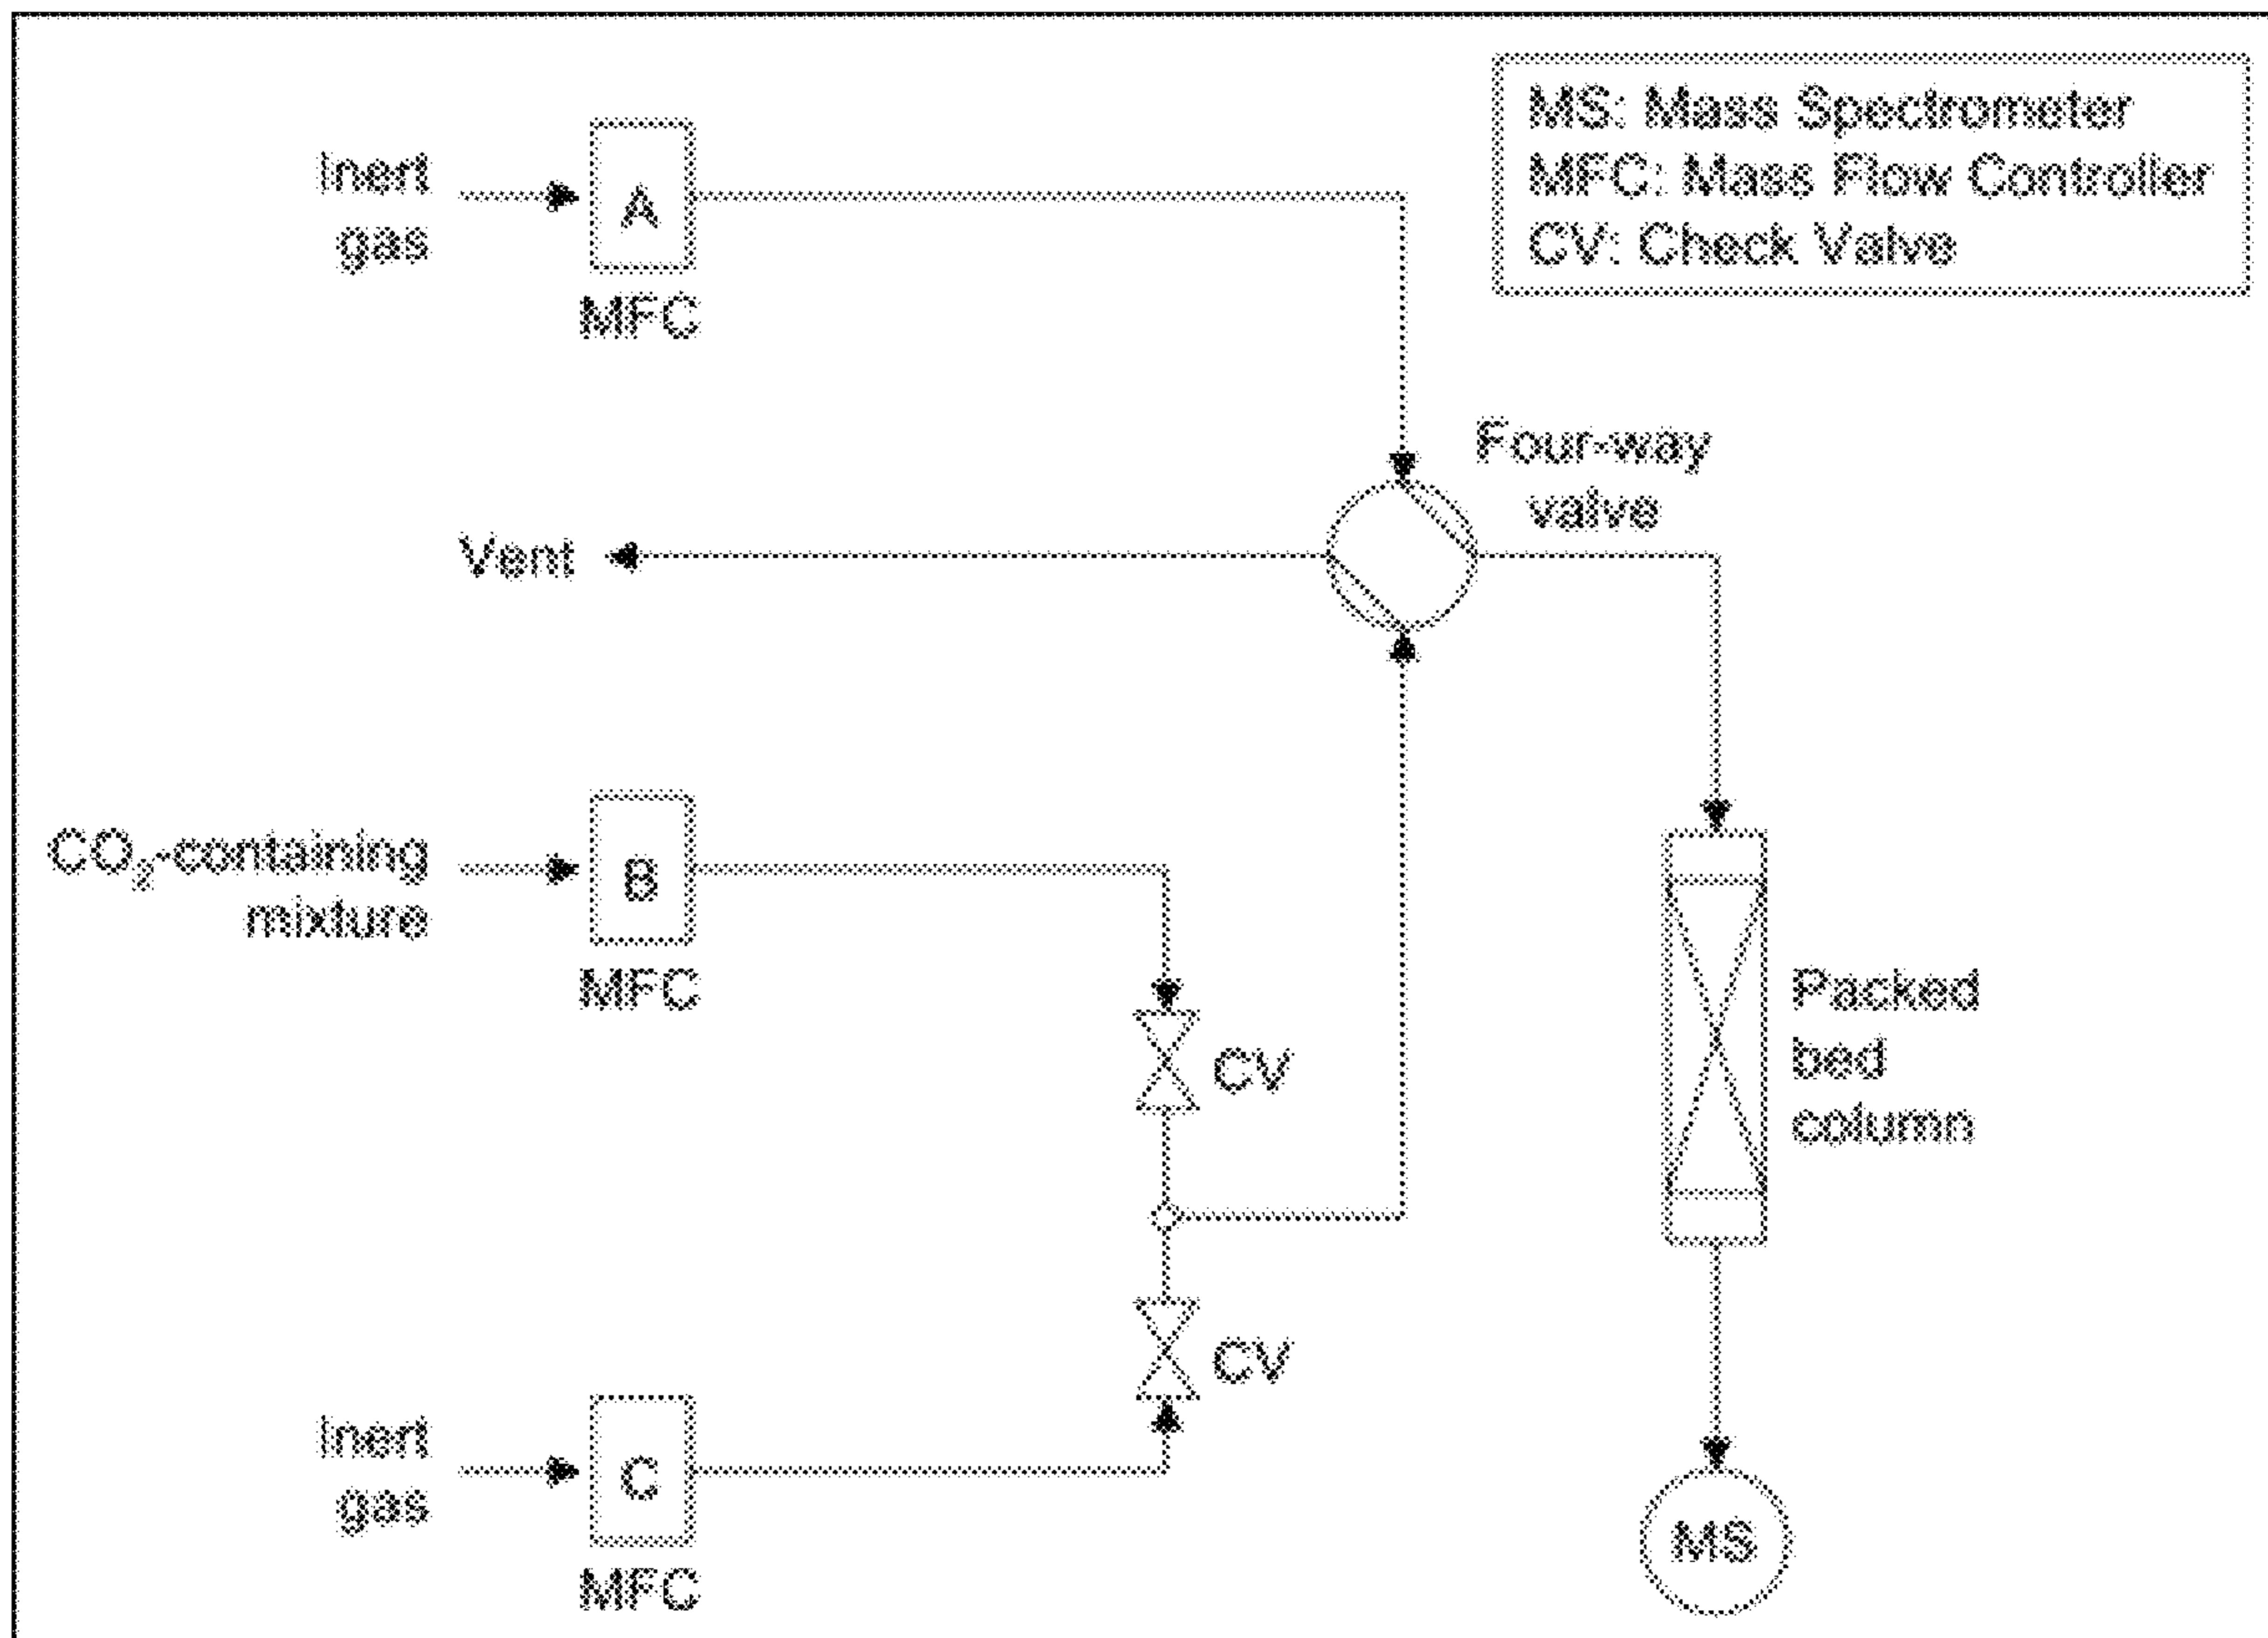 MS: Mass Spectrometer
MFC: Mass Flow Controller
CV: Check Valve
Inert
gas
A
MFC
Four-way
valve
Vent
CO₂-containing
mixture
B
MFC
CV
Packed
bed
column
CV
Inert
gas
C
MFC
MS